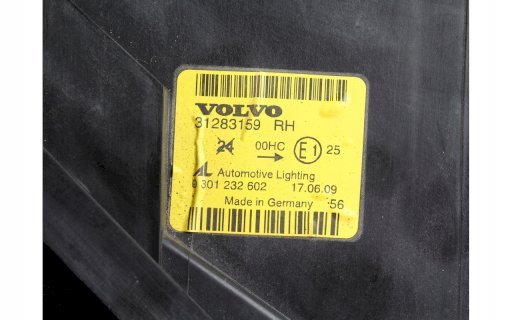 VOLVO
31283159 RH
24 00HC → E1 25
AL Automotive Lighting
0 301 232 602 17.06.09
Made in Germany 56